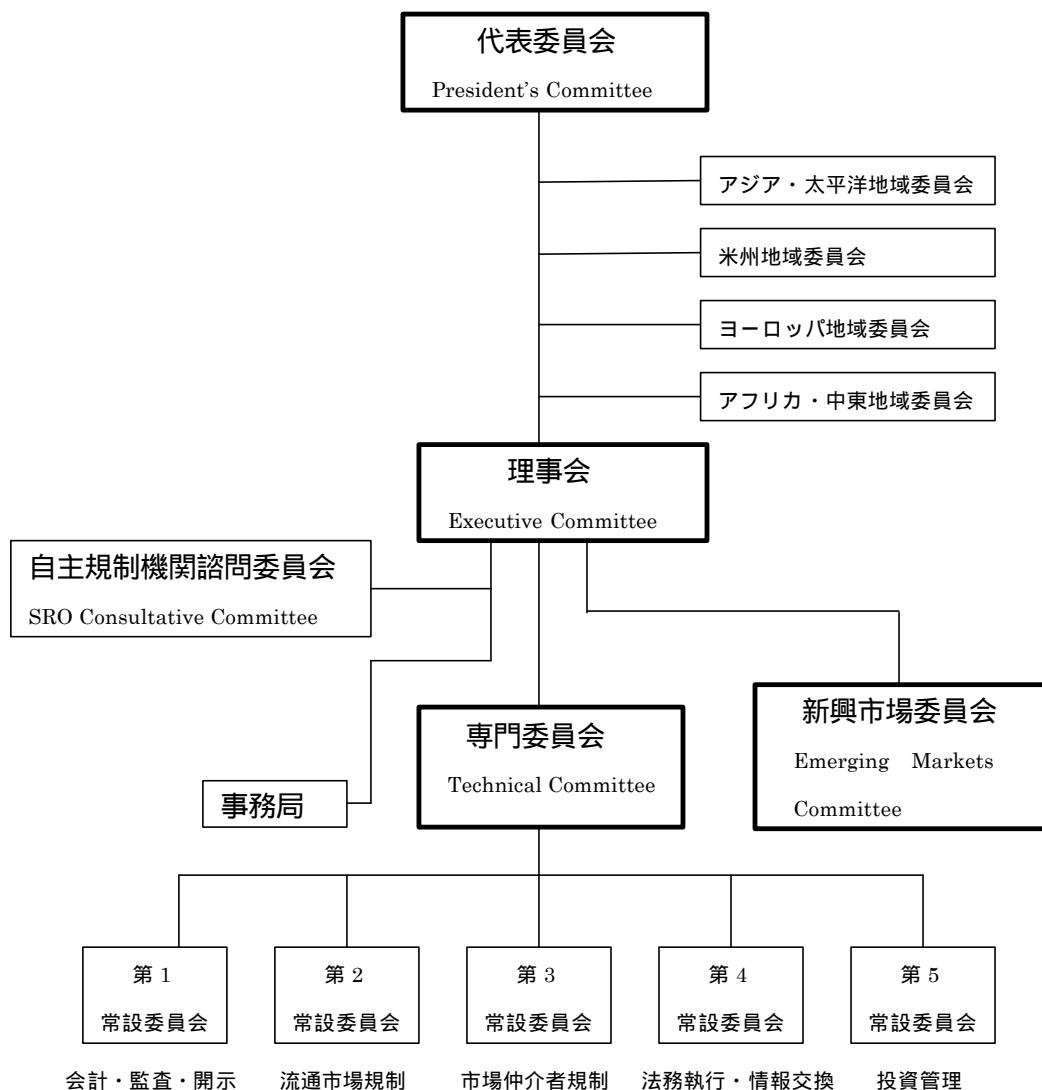 代表委員会
President's Committee
アジア・太平洋地域委員会
米州地域委員会
ヨーロッパ地域委員会
アフリカ・中東地域委員会
理事会
Executive Committee
自主規制機関諮問委員会
SRO Consultative Committee
専門委員会
Technical Committee
新興市場委員会
Emerging Markets
Committee
事務局
第 1
常設委員会
会計・監査・開示
第 2
常設委員会
流通市場規制
第 3
常設委員会
市場仲介者規制
第 4
常設委員会
法務執行・情報交換
第 5
常設委員会
投資管理